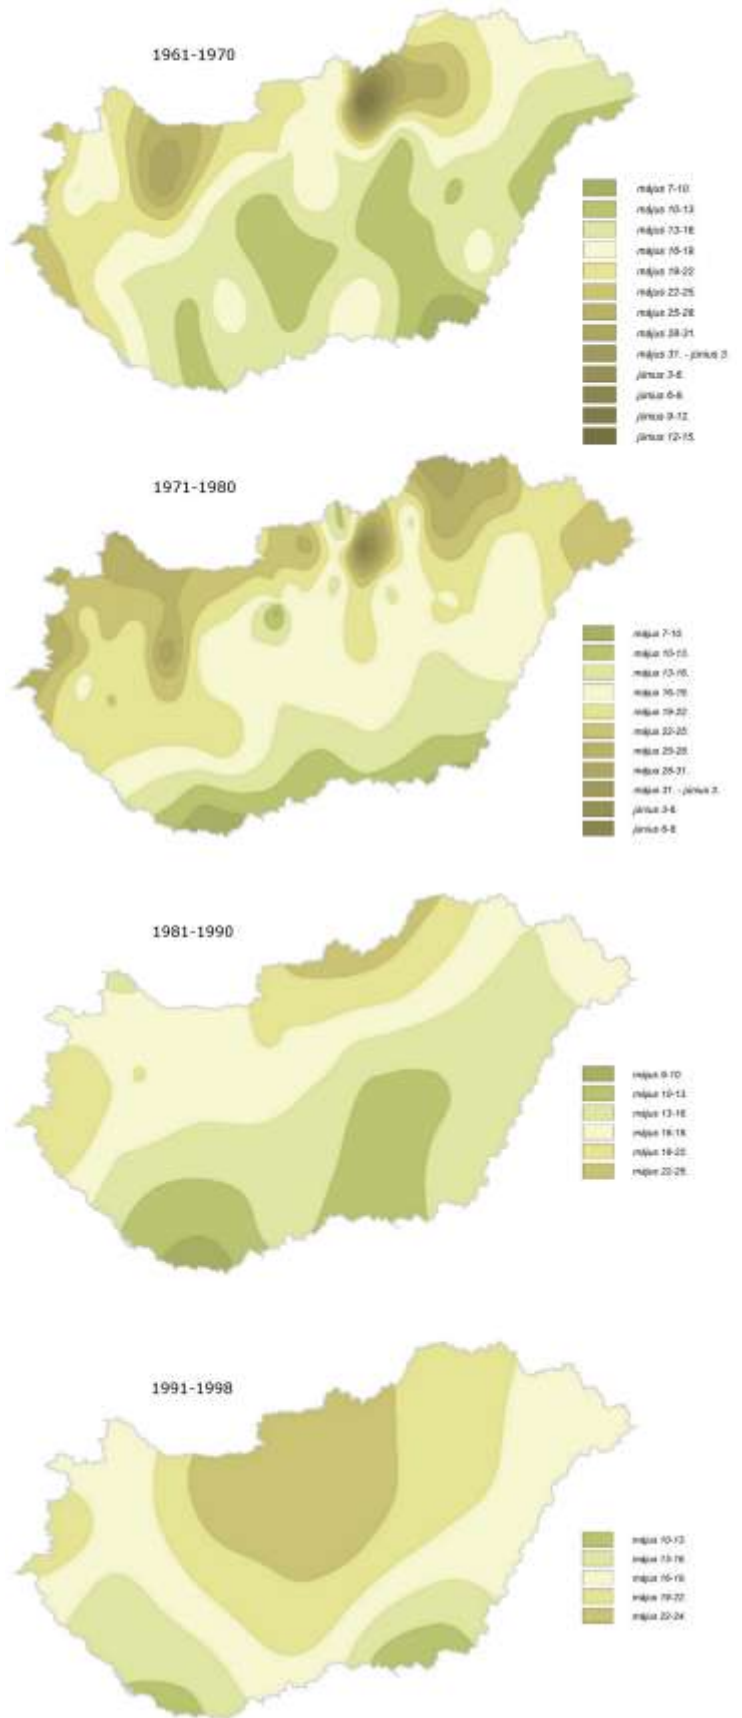 1961-1970
május 7-10.
május 10-13.
május 13-16.
május 16-19.
május 19-22.
május 22-25.
május 25-28.
május 28-31.
május 31. - június 3.
június 3-6.
június 6-9.
június 9-12.
június 12-15.
1971-1980
május 7-10.
május 10-13.
május 13-16.
május 16-19.
május 19-22.
május 22-25.
május 25-28.
május 28-31.
május 31. - június 3.
június 3-6.
június 6-8.
1981-1990
május 10-13.
május 13-16.
május 16-19.
május 19-22.
május 22-25.
1991-1998
május 10-13.
május 13-16.
május 16-19.
május 19-22.
május 22-24.